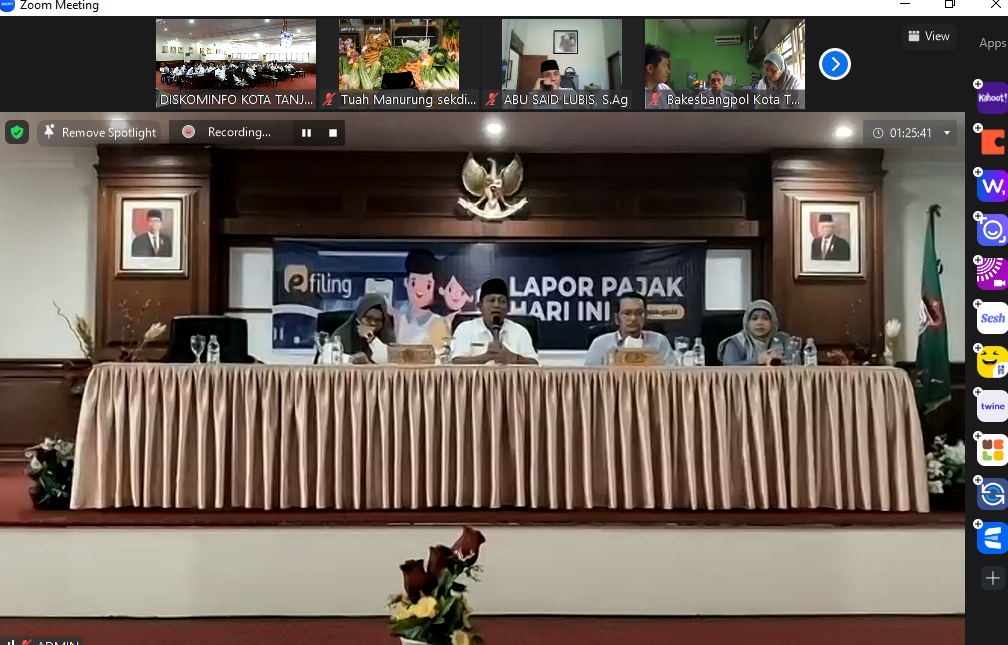 Zoom Meeting
View
Apps
DISKOMINFO KOTA TANJ...
Tuah Manurung sekdi...
ABU SAID LUBIS, S.Ag
Bakesbangpol Kota T...
Remove Spotlight
Recording...
01:25:41
Kahoot!
W,
Sesh
twine
e filing
LAPOR PAJAK
HARI INI
ADMIN